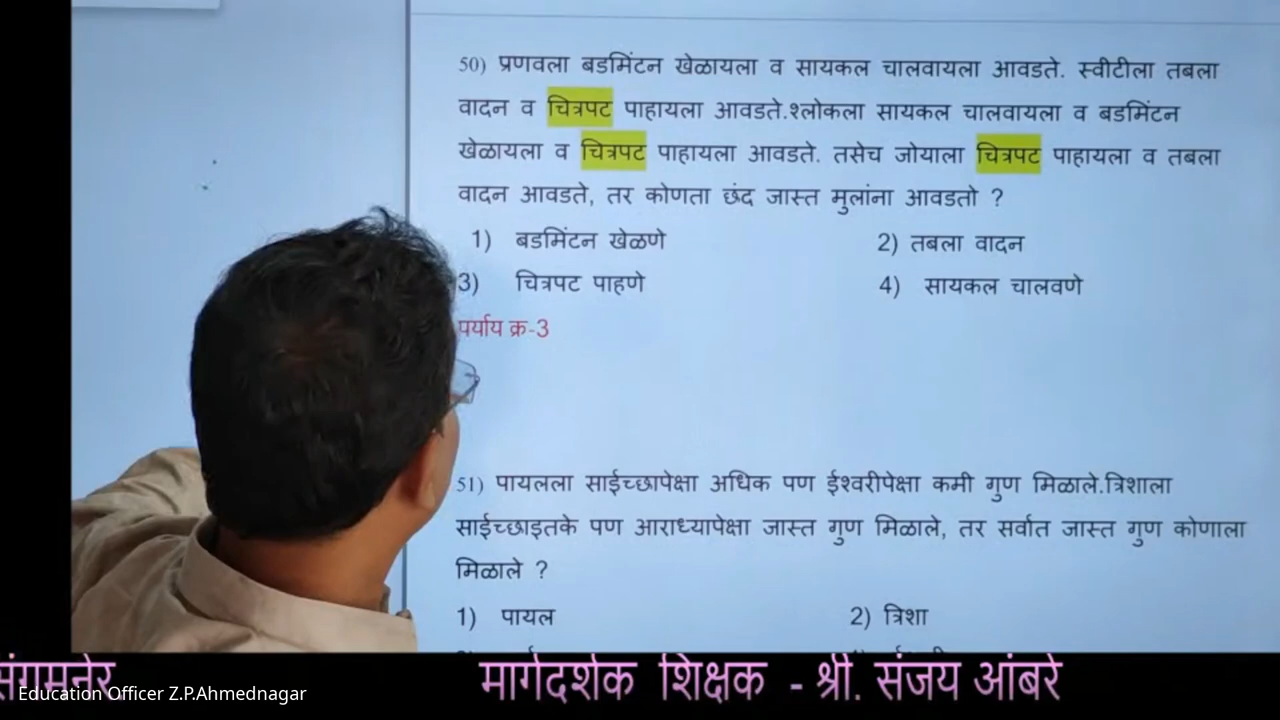 50) प्रणवला बडमिंटन खेळायला व सायकल चालवायला आवडते. स्वीटीला तबला
वादन व चित्रपट पाहायला आवडते.श्लोकला सायकल चालवायला व बडमिंटन
खेळायला व चित्रपट पाहायला आवडते. तसेच जोयाला चित्रपट पाहायला व तबला
वादन आवडते, तर कोणता छंद जास्त मुलांना आवडतो ?
1) बडमिंटन खेळणे 2) तबला वादन
3) चित्रपट पाहणे 4) सायकल चालवणे
पर्याय क्र-3
51) पायलला साईच्छापेक्षा अधिक पण ईश्वरीपेक्षा कमी गुण मिळाले.त्रिशाला
साईच्छाइतके पण आराध्यापेक्षा जास्त गुण मिळाले, तर सर्वात जास्त गुण कोणाला
मिळाले ?
1) पायल 2) त्रिशा
संगमनेर मार्गदर्शक शिक्षक - श्री. संजय आंबरे
Education Officer Z.P.Ahmednagar